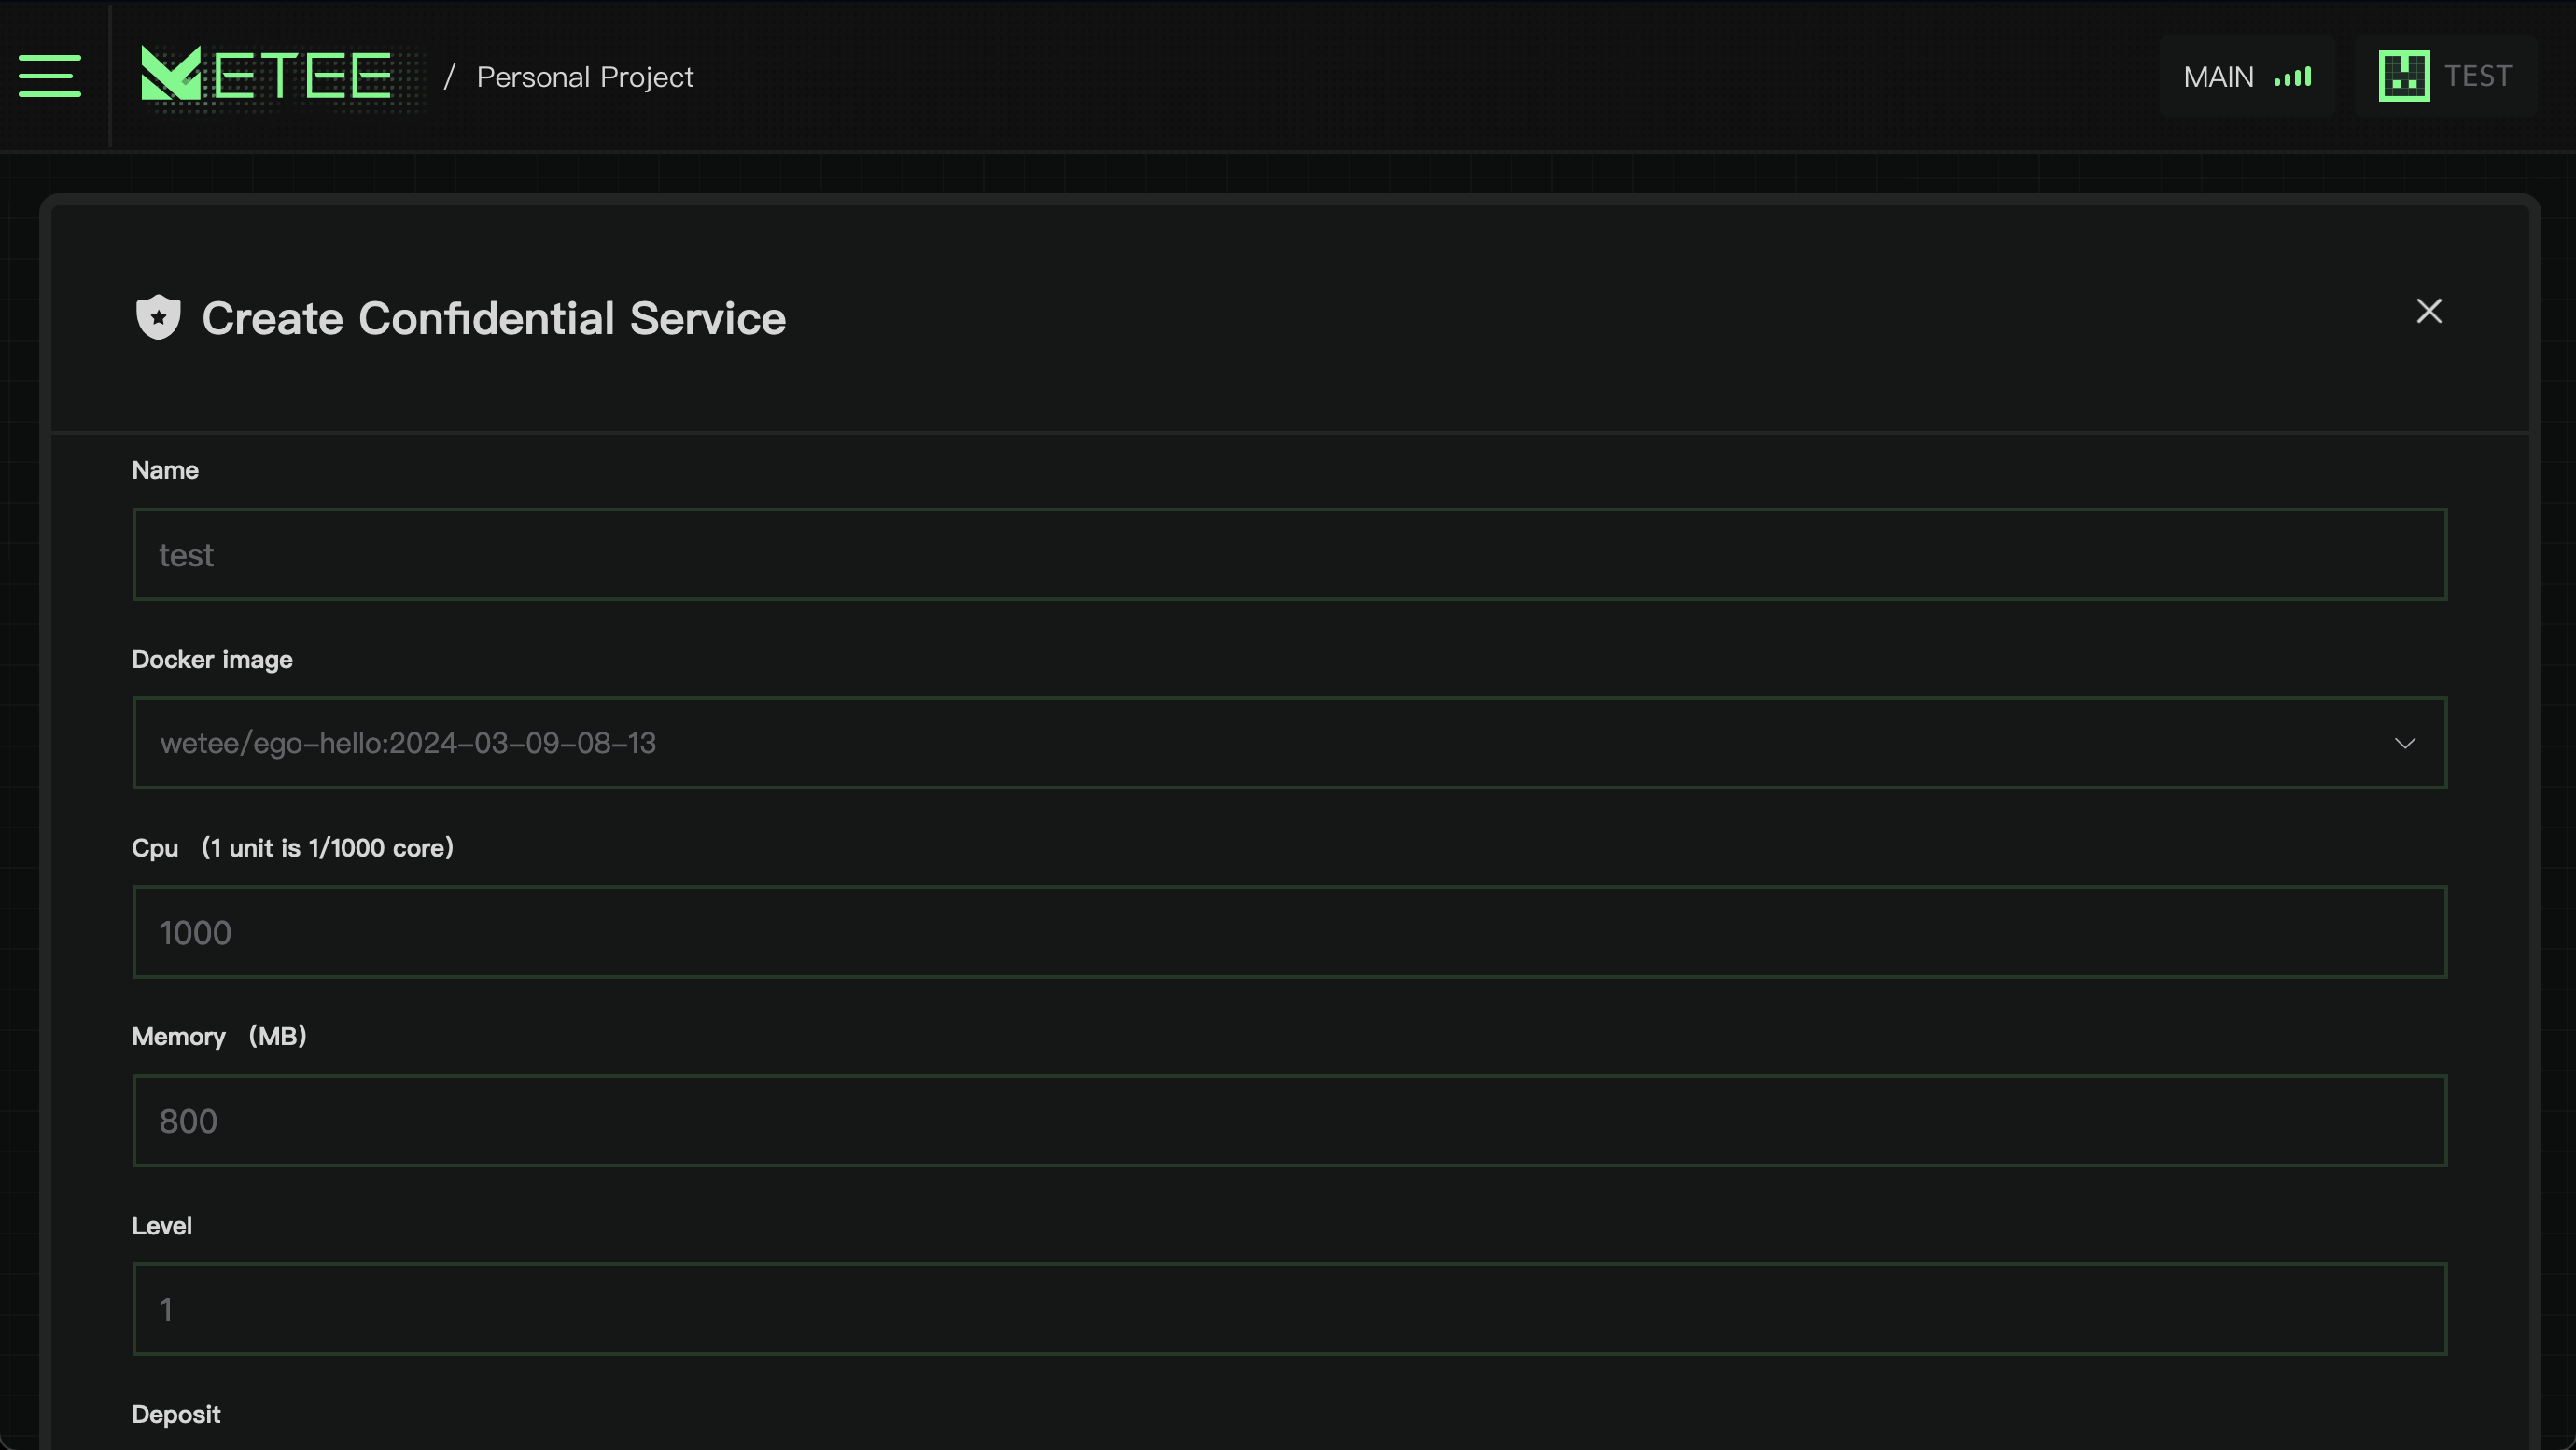 WETEE / Personal Project
MAIN
TEST
Create Confidential Service
Name
test
Docker image
wetee/ego-hello:2024-03-09-08-13
Cpu (1 unit is 1/1000 core)
1000
Memory (MB)
800
Level
1
Deposit